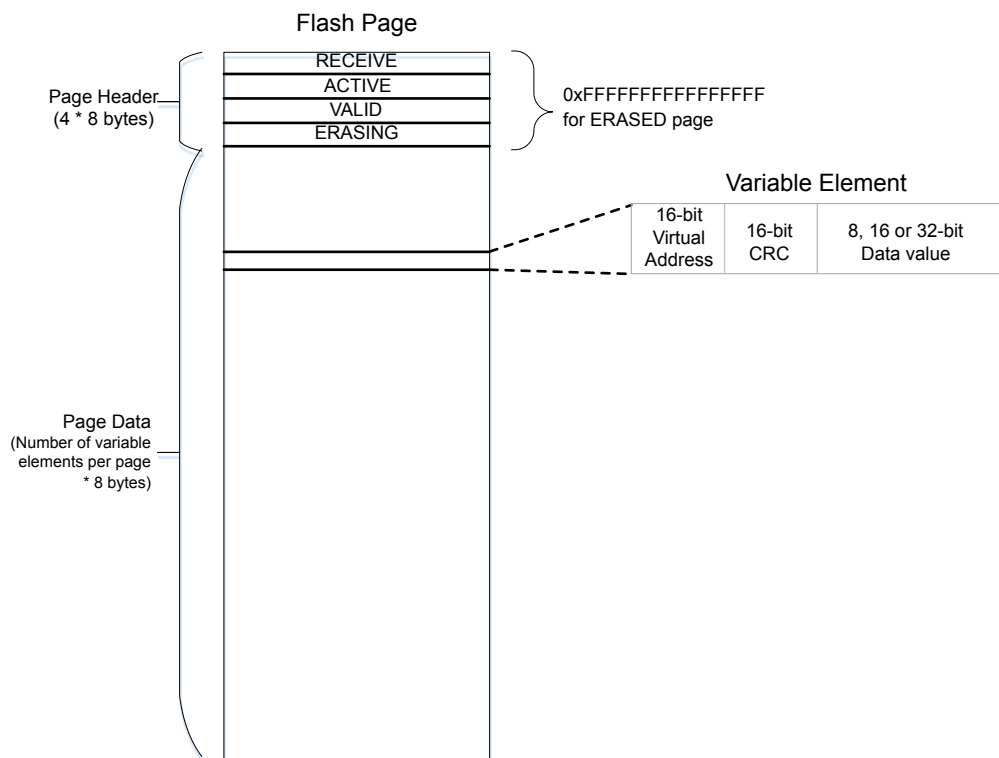 Flash Page
RECEIVE
ACTIVE
VALID
ERASING
Page Header
(4 * 8 bytes)
0xFFFFFFFFFFFFFFFF
for ERASED page
Variable Element
16-bit
Virtual
Address
16-bit
CRC
8, 16 or 32-bit
Data value
Page Data
(Number of variable
elements per page
* 8 bytes)